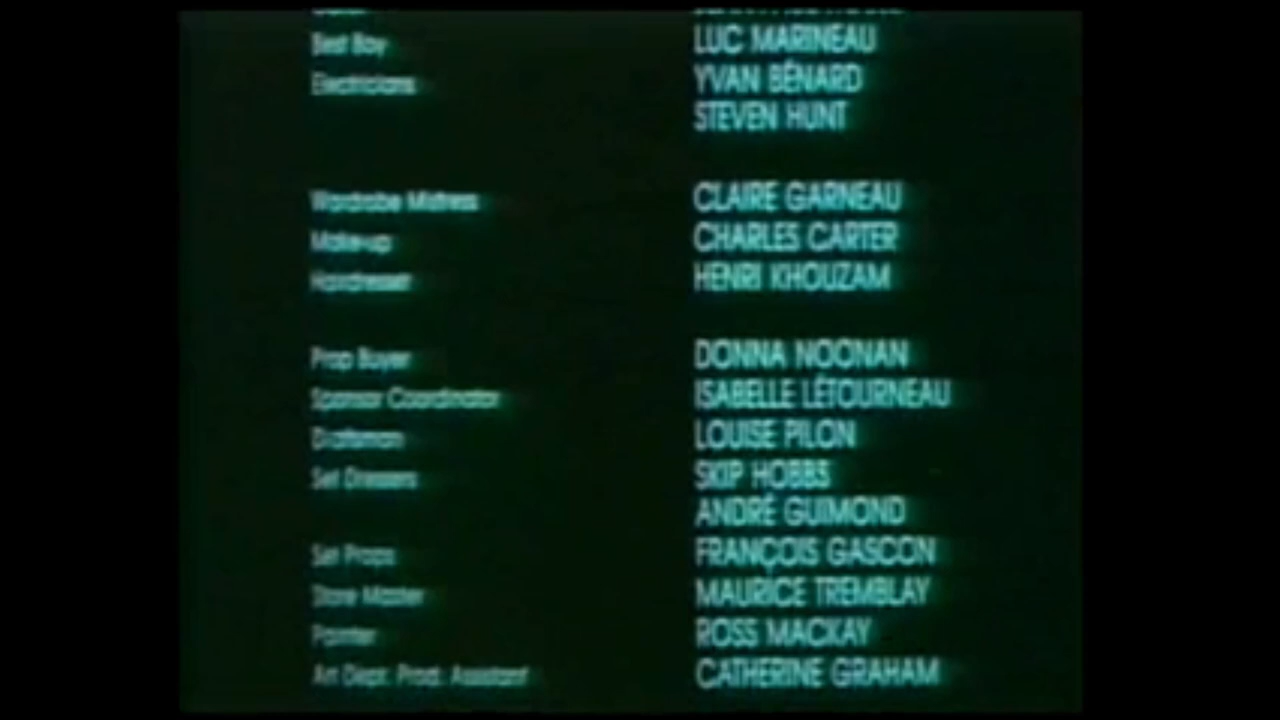 Best Boy LUC MARINEAU
Electricians YVAN BÉNARD
STEVEN HUNT
Wardrobe Mistress CLAIRE GARNEAU
Make-up CHARLES CARTER
Hairdresser HENRI KHOUZAM
Prop Buyer DONNA NOONAN
Sponsor Coordinator ISABELLE LÉTOURNEAU
Draftsman LOUISE PILON
Set Dressers SKIP HOBBS
ANDRÉ GUIMOND
Set Props FRANÇOIS GASCON
Store Master MAURICE TREMBLAY
Painter ROSS MACKAY
Art Dept. Prod. Assistant CATHERINE GRAHAM